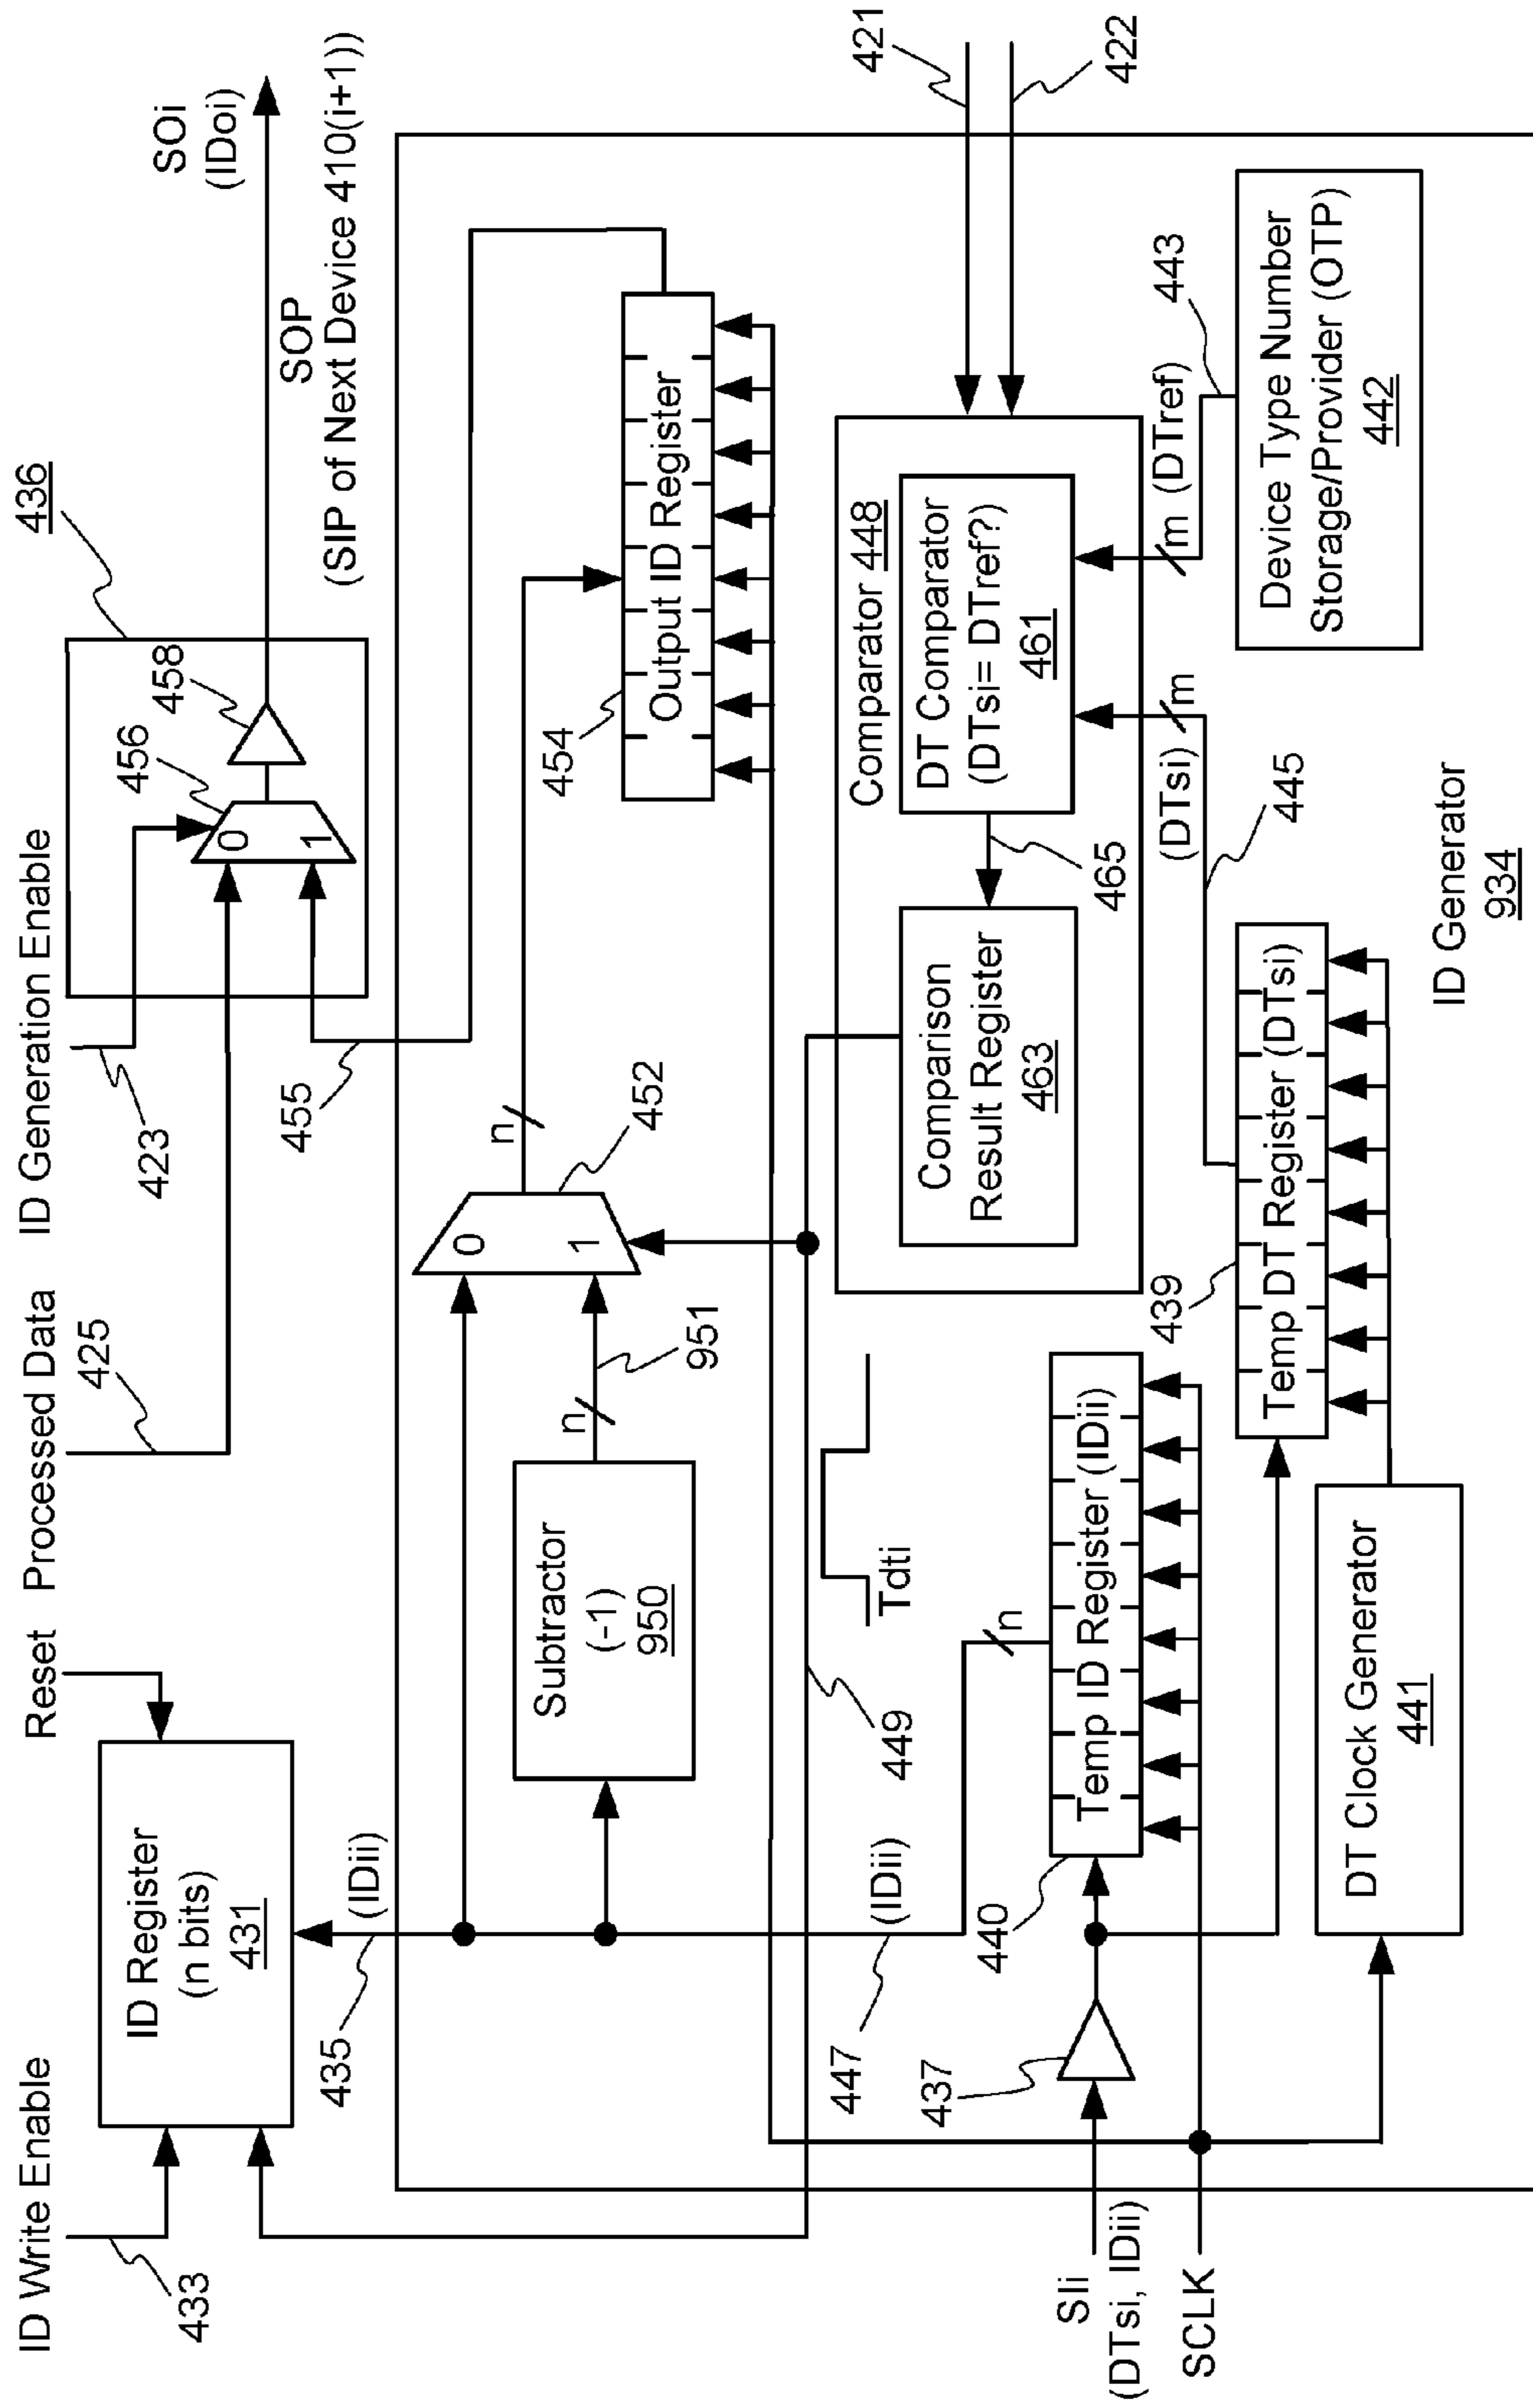 ID Write Enable
433
Reset
Processed Data
425
ID Generation Enable
423
436
ID Register
(n bits)
431
435
(IDii)
455
456
458
0
1
SOi
(IDoi)
SOP
(SIP of Next Device 410(i+1))
Subtractor
(-1)
950
n
951
0
1
452
n
454
Output ID Register
447
(IDii)
449
Tdti
n
Comparator 448
Comparison
Result Register
463
465
DT Comparator
(DTsi= DTref?)
461
421
422
437
440
Temp ID Register (IDii)
SIi
(DTsi, IDii)
SCLK
439
Temp DT Register (DTsi)
(DTsi)
m
445
m
(DTref)
443
DT Clock Generator
441
Device Type Number
Storage/Provider (OTP)
442
ID Generator
934